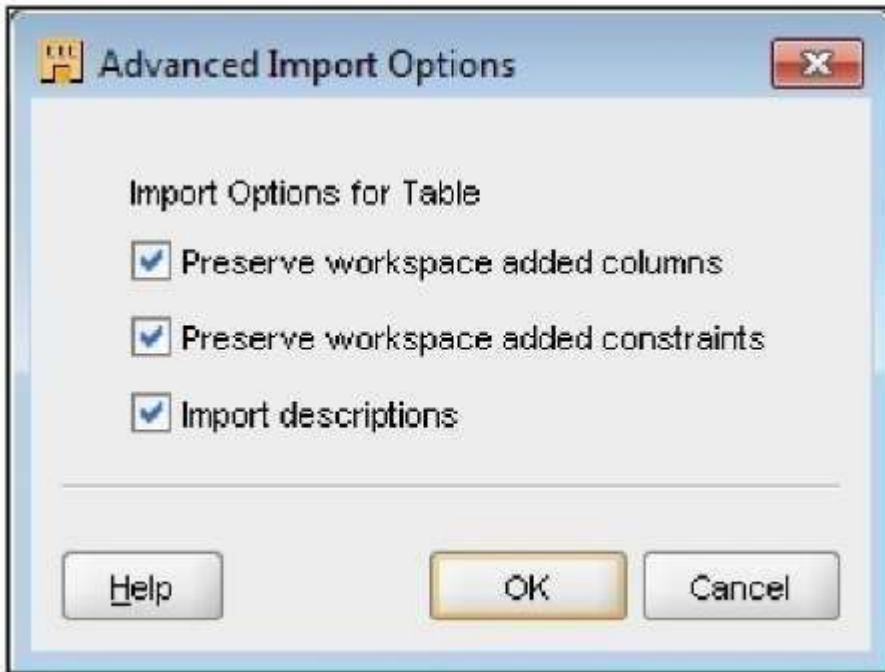 Advanced Import Options
Import Options for Table
Preserve workspace added columns
Preserve workspace added constraints
Import descriptions
Help
OK
Cancel